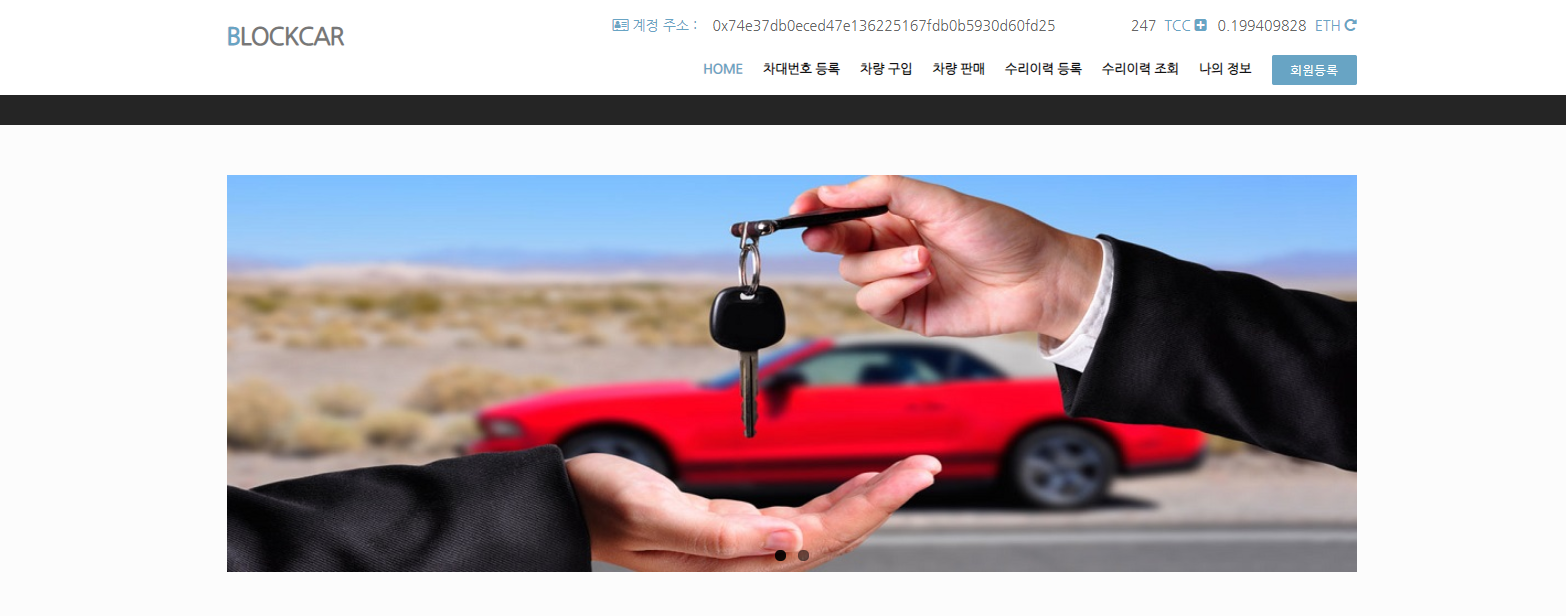 BLOCKCAR
계정 주소 : 0x74e37db0eced47e136225167fdb0b5930d60fd25 247 TCC 0.199409828 ETH
HOME 차대번호 등록 차량 구입 차량 판매 수리이력 등록 수리이력 조회 나의 정보 회원등록